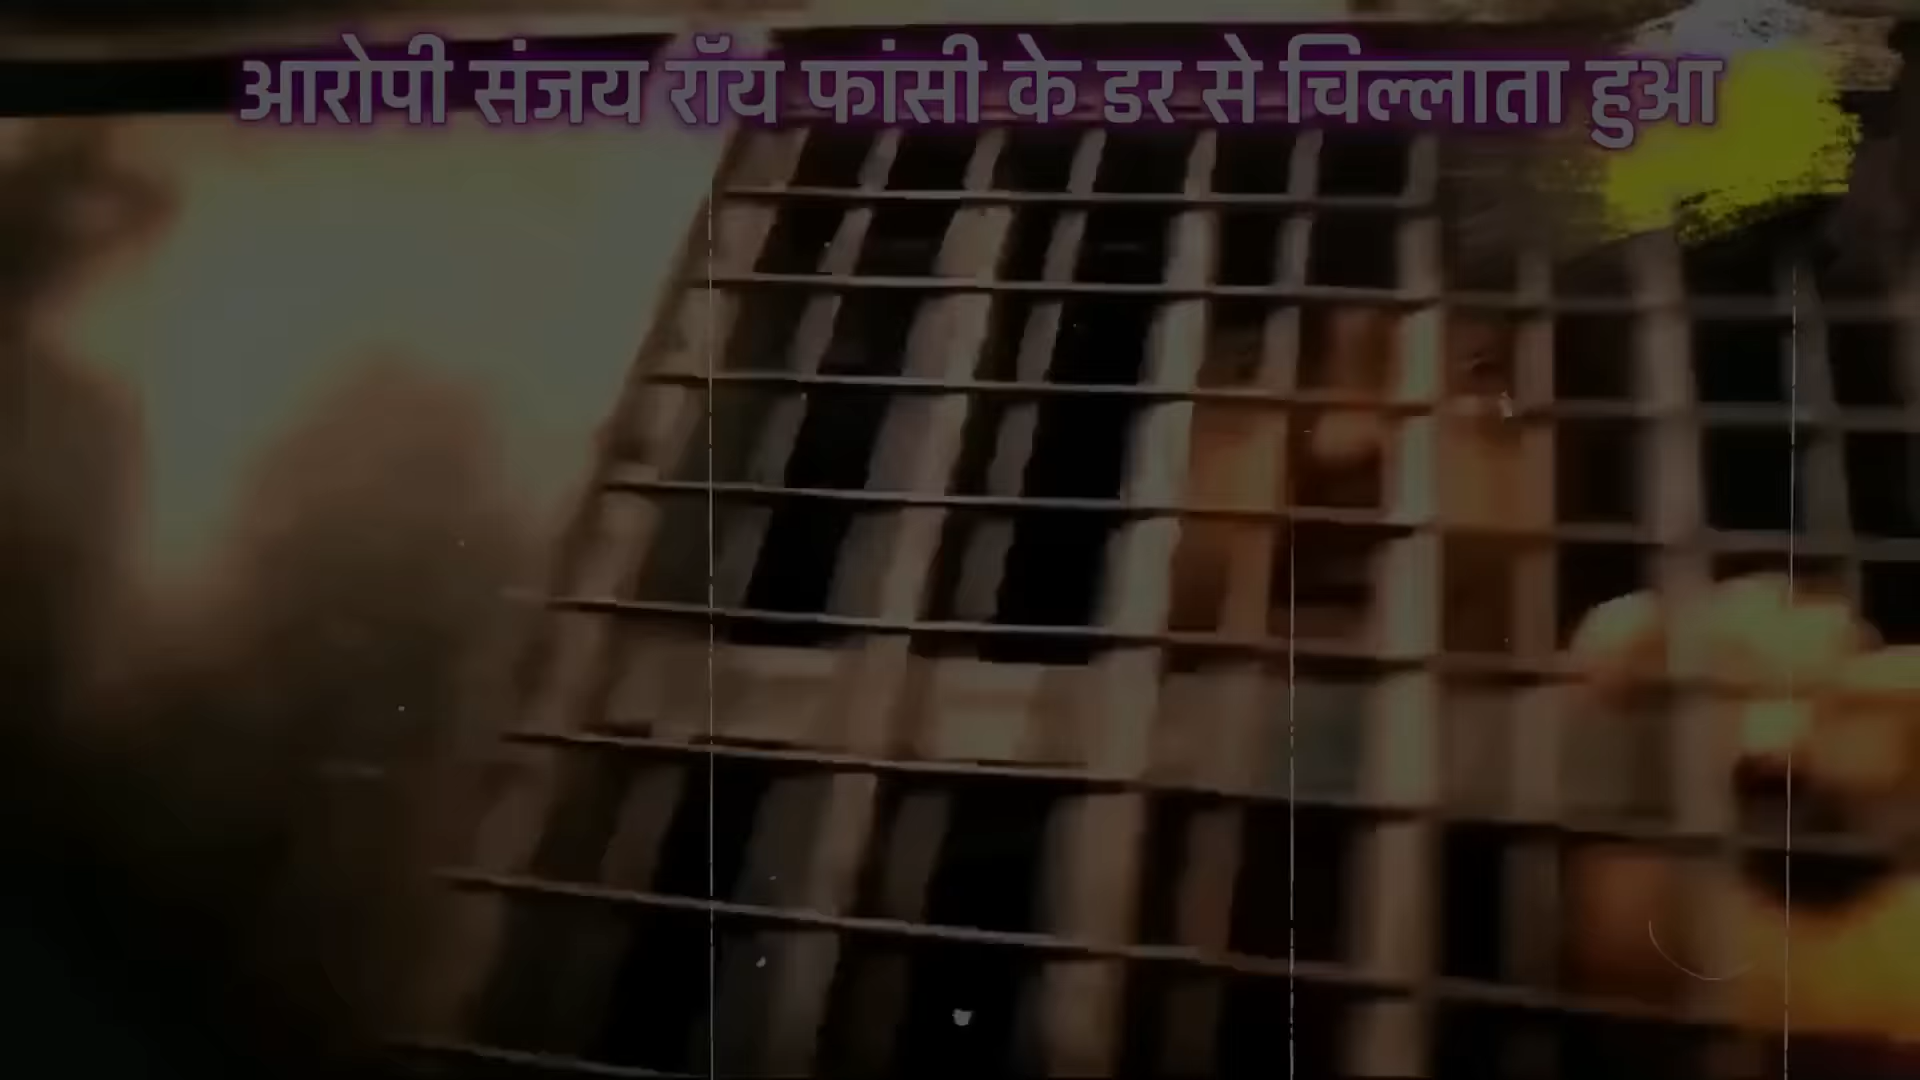 आरोपी संजय रॉय फांसी के डर से चिल्लाता हुआ